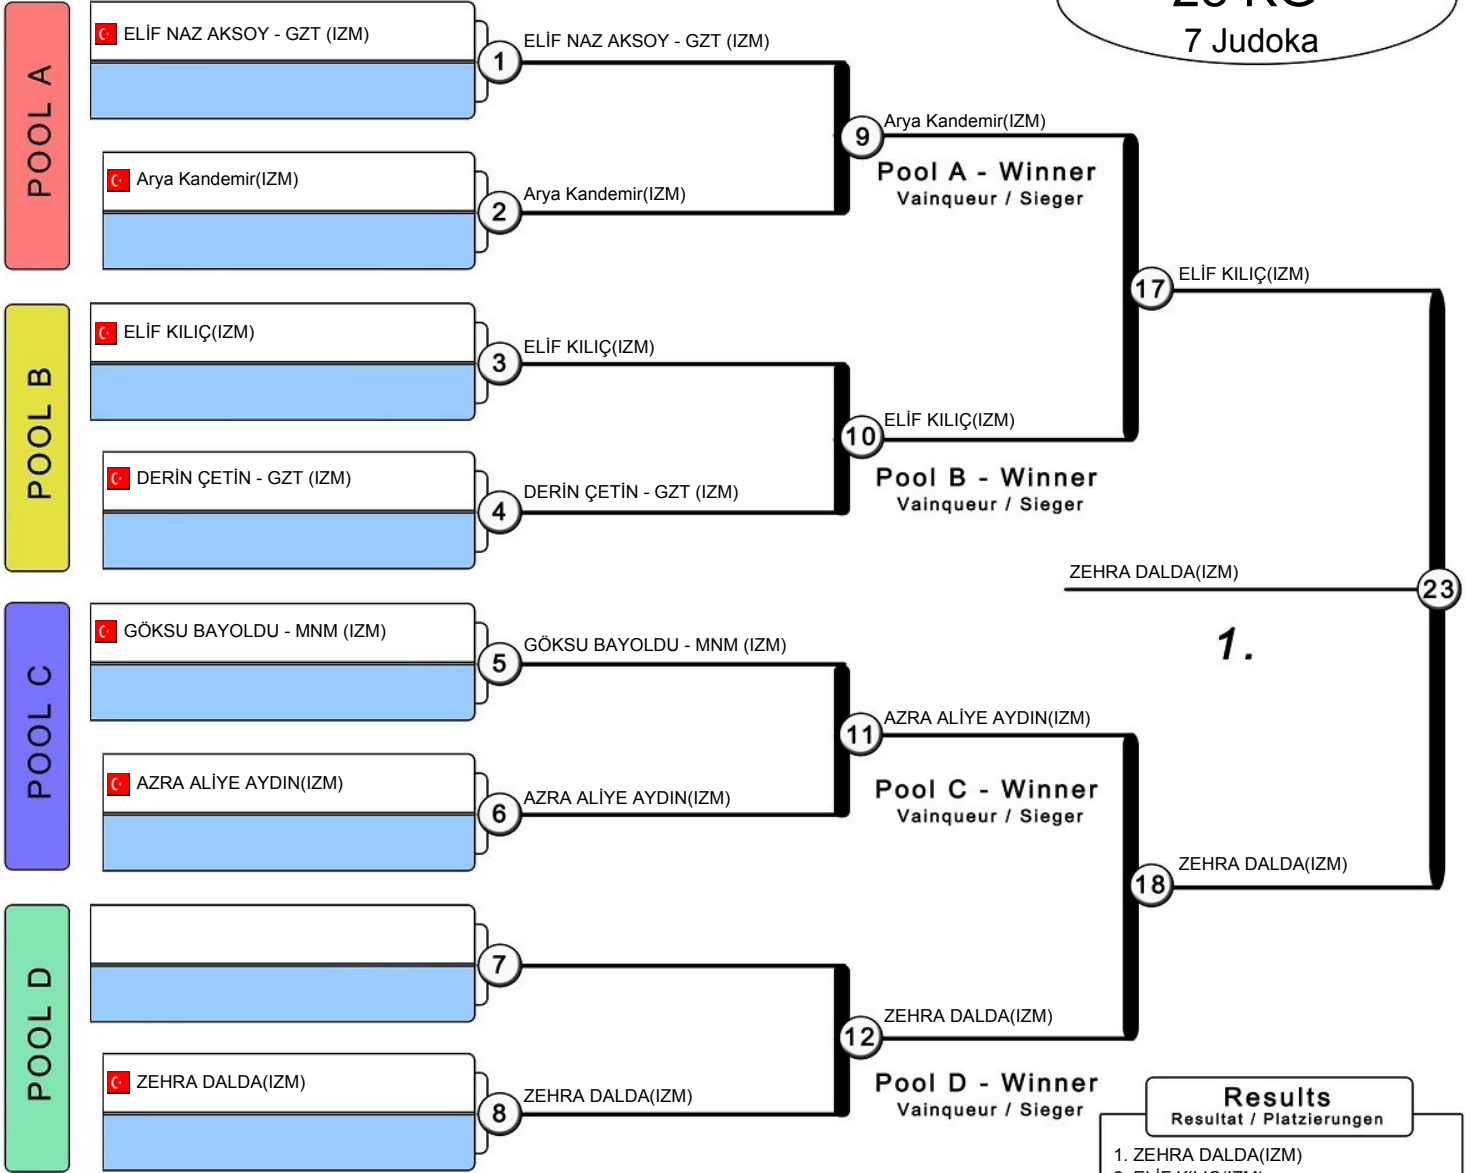 7 Judoka
POOL A
ELİF NAZ AKSOY - GZT (IZM)
1
ELİF NAZ AKSOY - GZT (IZM)
Arya Kandemir(IZM)
2
Arya Kandemir(IZM)
9
Arya Kandemir(IZM)
Pool A - Winner
Vainqueur / Sieger
POOL B
ELİF KILIÇ(IZM)
3
ELİF KILIÇ(IZM)
DERİN ÇETİN - GZT (IZM)
4
DERİN ÇETİN - GZT (IZM)
10
ELİF KILIÇ(IZM)
Pool B - Winner
Vainqueur / Sieger
17
ELİF KILIÇ(IZM)
POOL C
GÖKSU BAYOLDU - MNM (IZM)
5
GÖKSU BAYOLDU - MNM (IZM)
AZRA ALİYE AYDIN(IZM)
6
AZRA ALİYE AYDIN(IZM)
11
AZRA ALİYE AYDIN(IZM)
Pool C - Winner
Vainqueur / Sieger
POOL D
7
ZEHRA DALDA(IZM)
8
ZEHRA DALDA(IZM)
12
ZEHRA DALDA(IZM)
Pool D - Winner
Vainqueur / Sieger
18
ZEHRA DALDA(IZM)
ZEHRA DALDA(IZM)
23
1.
Results
Resultat / Platzierungen
1. ZEHRA DALDA(IZM)